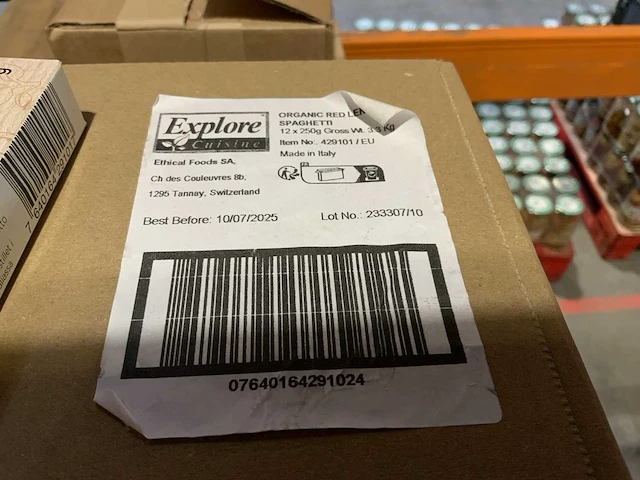 Explore
Cuisine
ORGANIC RED LEN
SPAGHETTI
12 x 250g Gross Wt. 3.3 Kg
Item No:. 429101 / EU
Made in Italy
Ethical Foods SA,
Ch des Couleuvres 8b,
1295 Tannay, Switzerland
Best Before: 10/07/2025
Lot No.: 233307/10
07640164291024